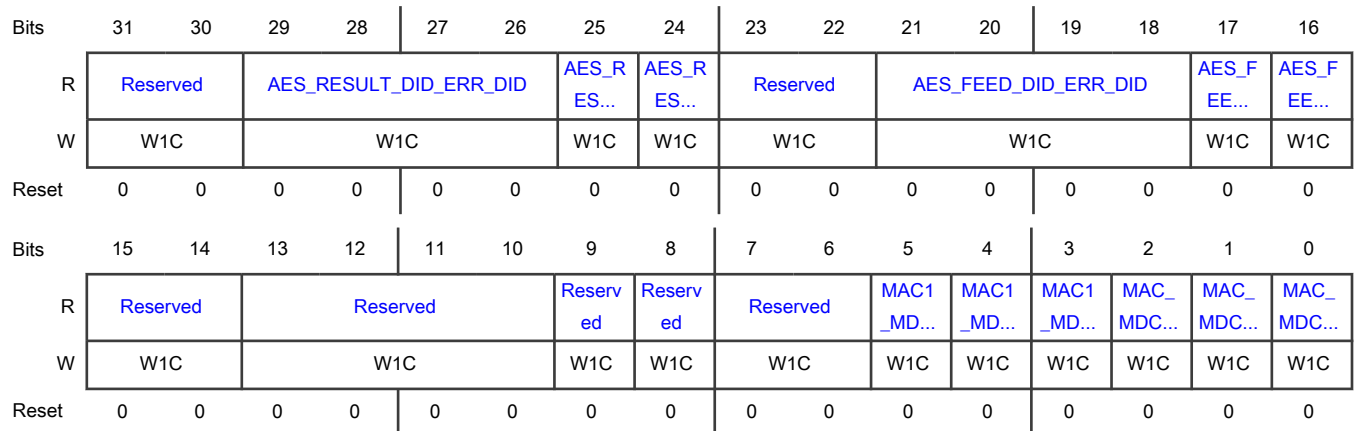 Bits 31 30 29 28 27 26 25 24 23 22 21 20 19 18 17 16
R Reserved AES_RESULT_DID_ERR_DID AES_R ES... AES_R ES... Reserved AES_FEED_DID_ERR_DID AES_F EE... AES_F EE...
W W1C W1C W1C W1C W1C W1C W1C W1C
Reset 0 0 0 0 0 0 0 0 0 0 0 0 0 0 0 0
Bits 15 14 13 12 11 10 9 8 7 6 5 4 3 2 1 0
R Reserved Reserved Reserv ed Reserv ed Reserved MAC1 _MD... MAC1 _MD... MAC1 _MD... MAC_ MDC... MAC_ MDC... MAC_ MDC...
W W1C W1C W1C W1C W1C W1C W1C W1C W1C W1C W1C
Reset 0 0 0 0 0 0 0 0 0 0 0 0 0 0 0 0